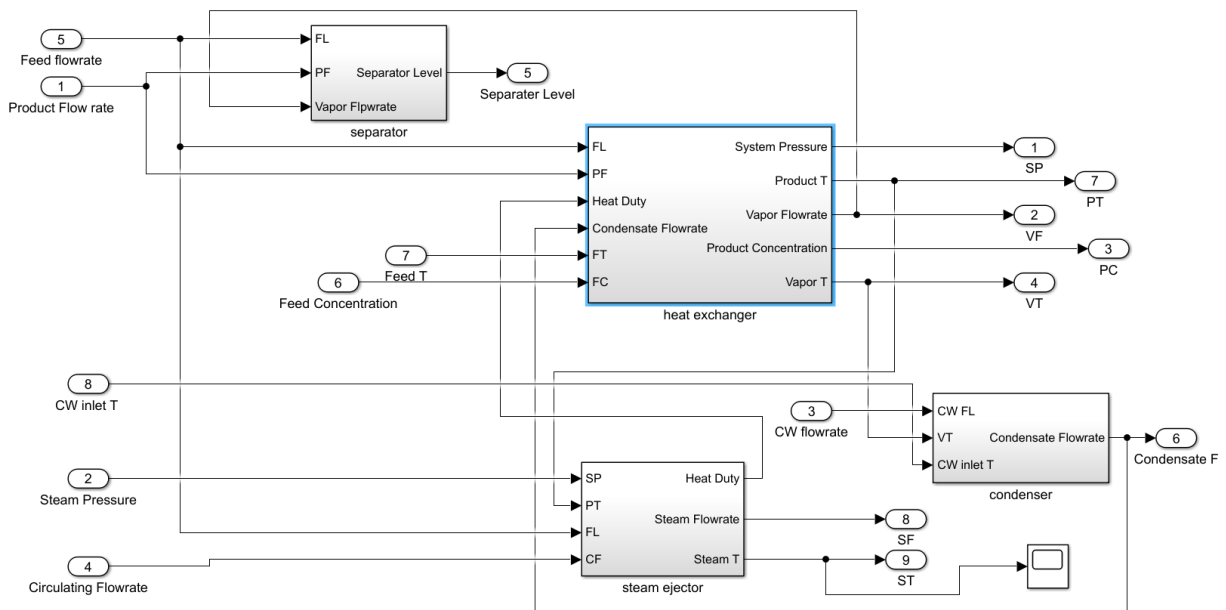 5
Feed flowrate
1
Product Flow rate
FL
PF
Vapor Flpwrate
Separator Level
separator
5
Separater Level
FL
PF
Heat Duty
Condensate Flowrate
FT
FC
System Pressure
Product T
Vapor Flowrate
Product Concentration
Vapor T
heat exchanger
1
SP
7
PT
2
VF
3
PC
4
VT
7
Feed T
6
Feed Concentration
8
CW inlet T
3
CW flowrate
CW FL
VT
CW inlet T
Condensate Flowrate
condenser
6
Condensate F
2
Steam Pressure
4
Circulating Flowrate
SP
PT
FL
CF
Heat Duty
Steam Flowrate
Steam T
steam ejector
8
SF
9
ST